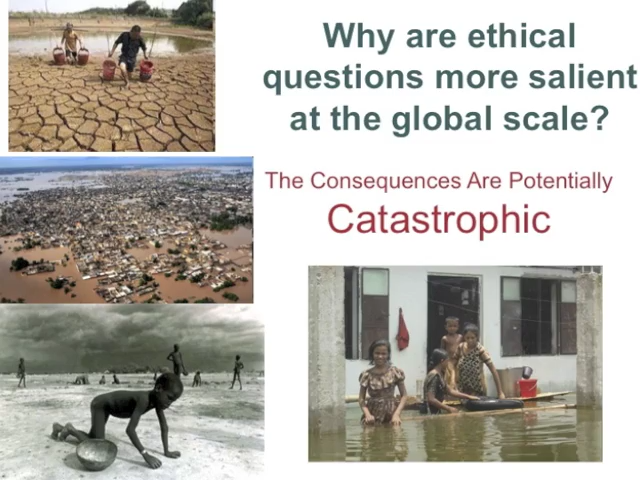 Why are ethical
questions more salient
at the global scale?
The Consequences Are Potentially
Catastrophic